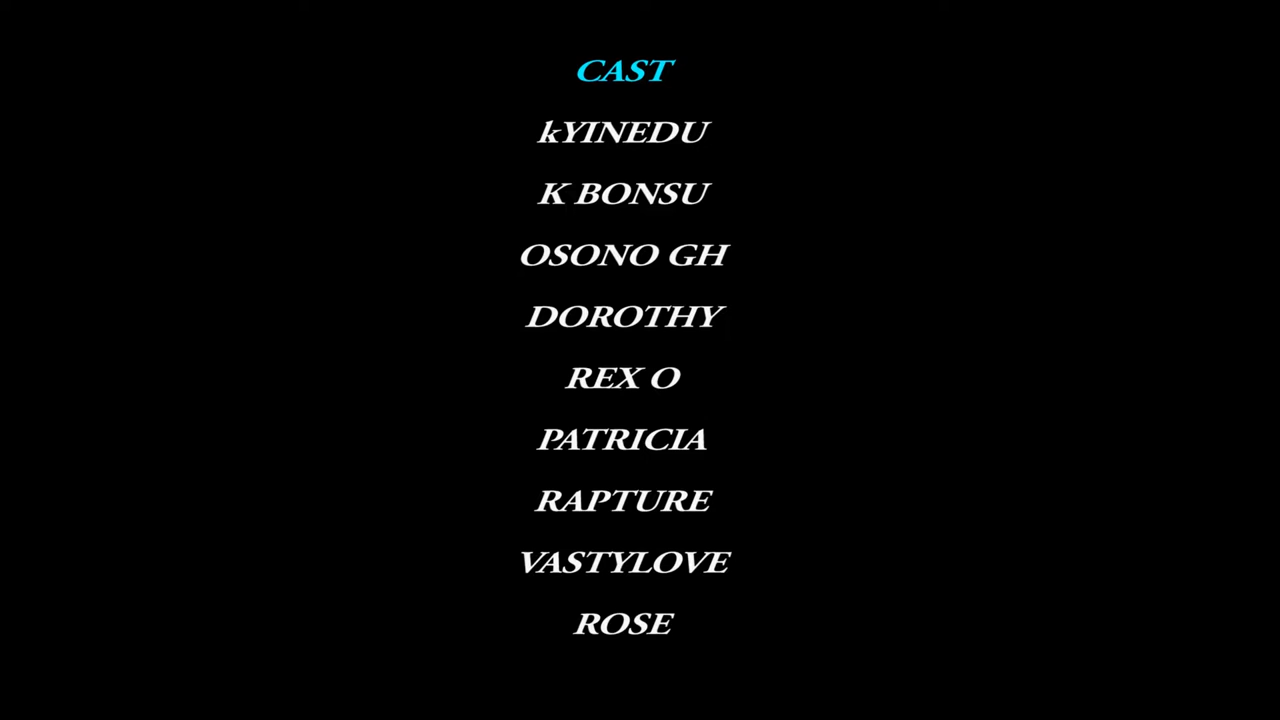 CAST
kYINEDU
K BONSU
OSONO GH
DOROTHY
REX O
PATRICIA
RAPTURE
VASTYLOVE
ROSE